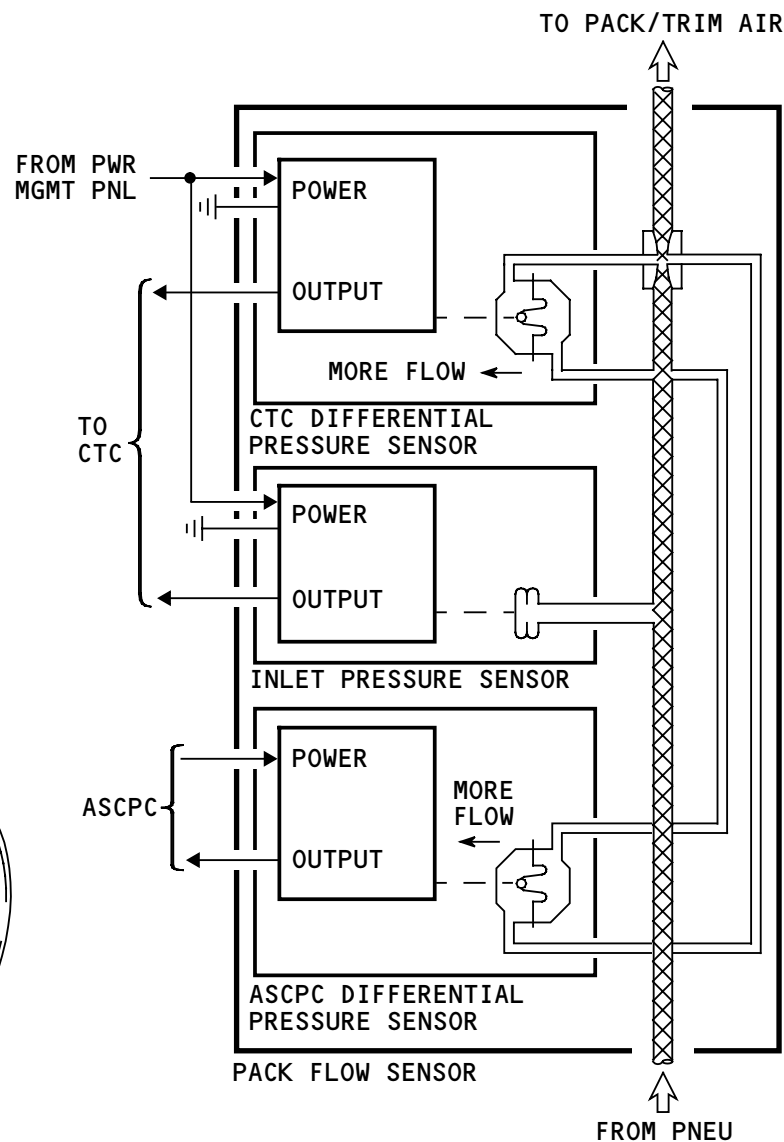 TO PACK/TRIM AIR
FROM PWR
MGMT PNL
POWER
OUTPUT
MORE FLOW
CTC DIFFERENTIAL
PRESSURE SENSOR
TO
CTC
POWER
OUTPUT
INLET PRESSURE SENSOR
POWER
MORE
FLOW
ASCPC
OUTPUT
ASCPC DIFFERENTIAL
PRESSURE SENSOR
PACK FLOW SENSOR
FROM PNEU